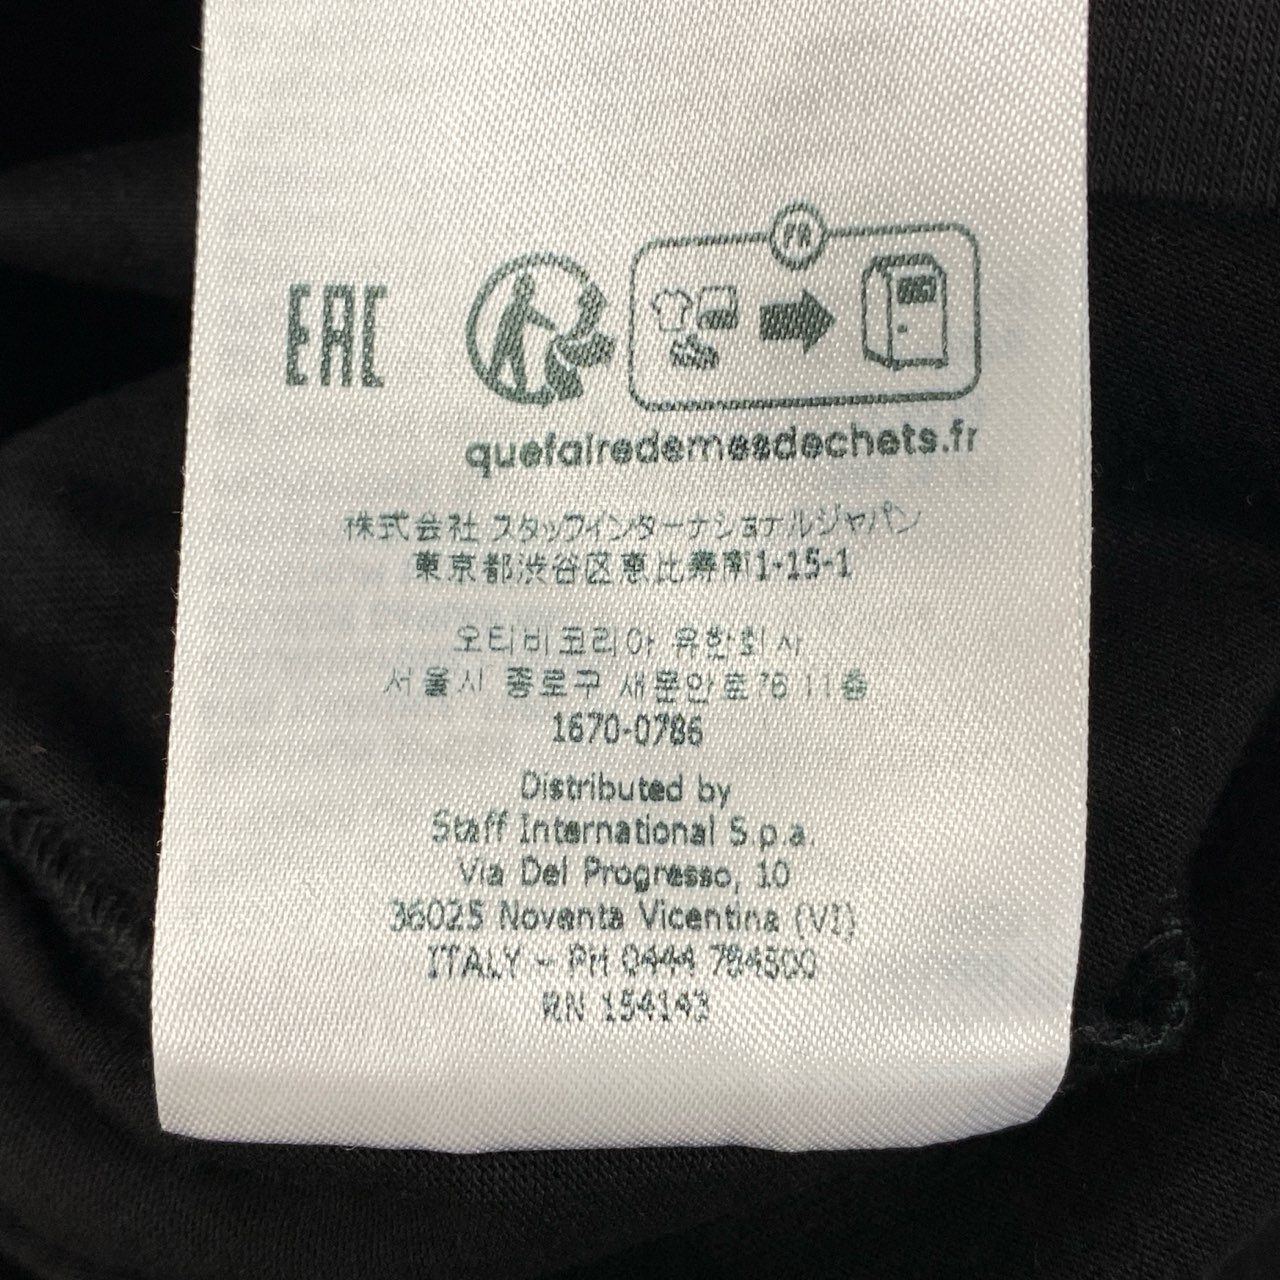 FR
EAC
quefairedemesdechets.fr
株式会社 スタッフインターナショナルジャパン
東京都渋谷区恵比寿南1-15-1
오티비코리아 유한회사
서울시 종로구 새문안로76 11층
1670-0786
Distributed by
Staff International S.p.a.
Via Del Progresso, 10
36025 Noventa Vicentina (VI)
ITALY - PH 0444 784500
RN 154143